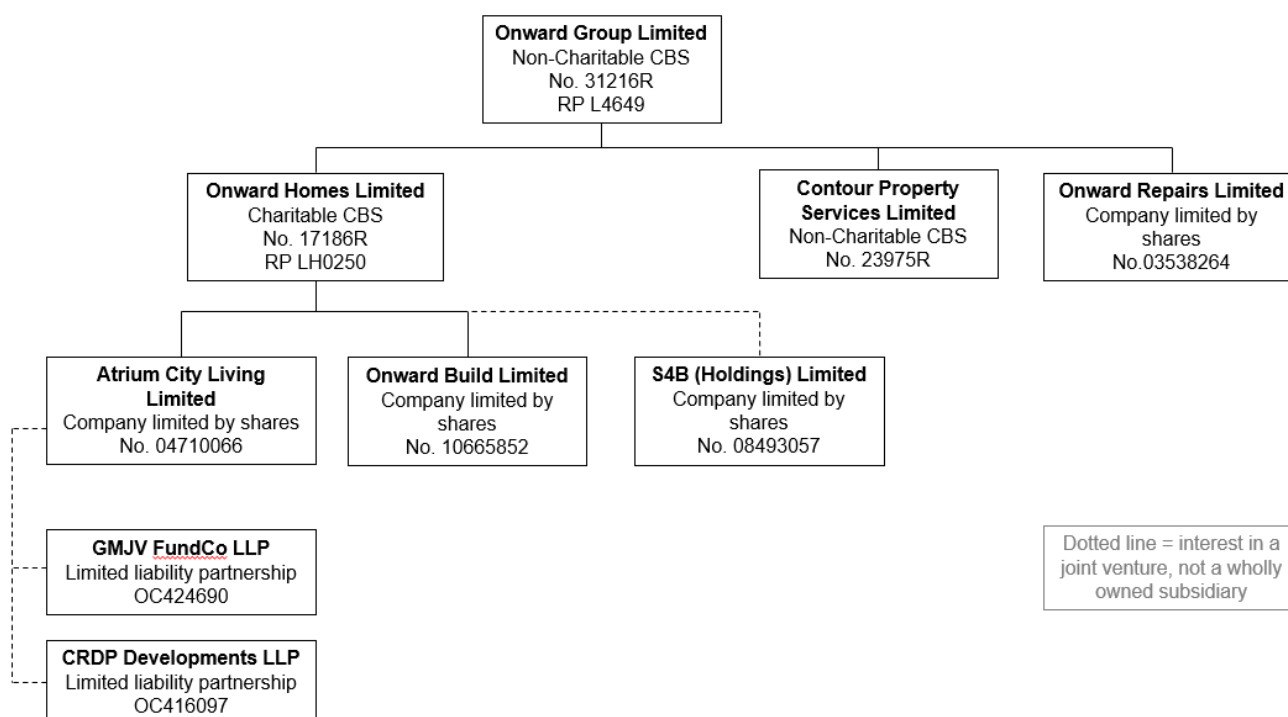 Onward Group Limited
Non-Charitable CBS
No. 31216R
RP L4649
Onward Homes Limited
Charitable CBS
No. 17186R
RP LH0250
Contour Property
Services Limited
Non-Charitable CBS
No. 23975R
Onward Repairs Limited
Company limited by
shares
No.03538264
Atrium City Living
Limited
Company limited by shares
No. 04710066
Onward Build Limited
Company limited by
shares
No. 10665852
S4B (Holdings) Limited
Company limited by
shares
No. 08493057
GMJV FundCo LLP
Limited liability partnership
OC424690
Dotted line = interest in a
joint venture, not a wholly
owned subsidiary
CRDP Developments LLP
Limited liability partnership
OC416097